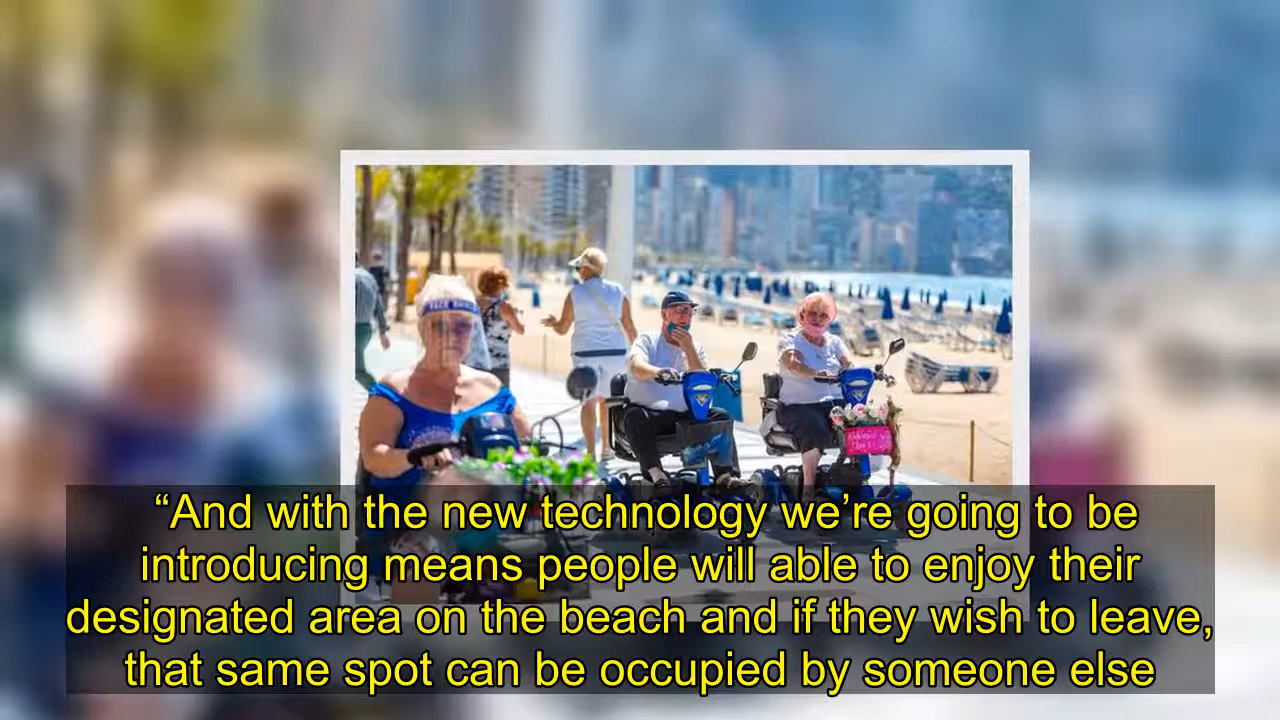 FACE SHIELD
“And with the new technology we’re going to be
introducing means people will able to enjoy their
designated area on the beach and if they wish to leave,
that same spot can be occupied by someone else